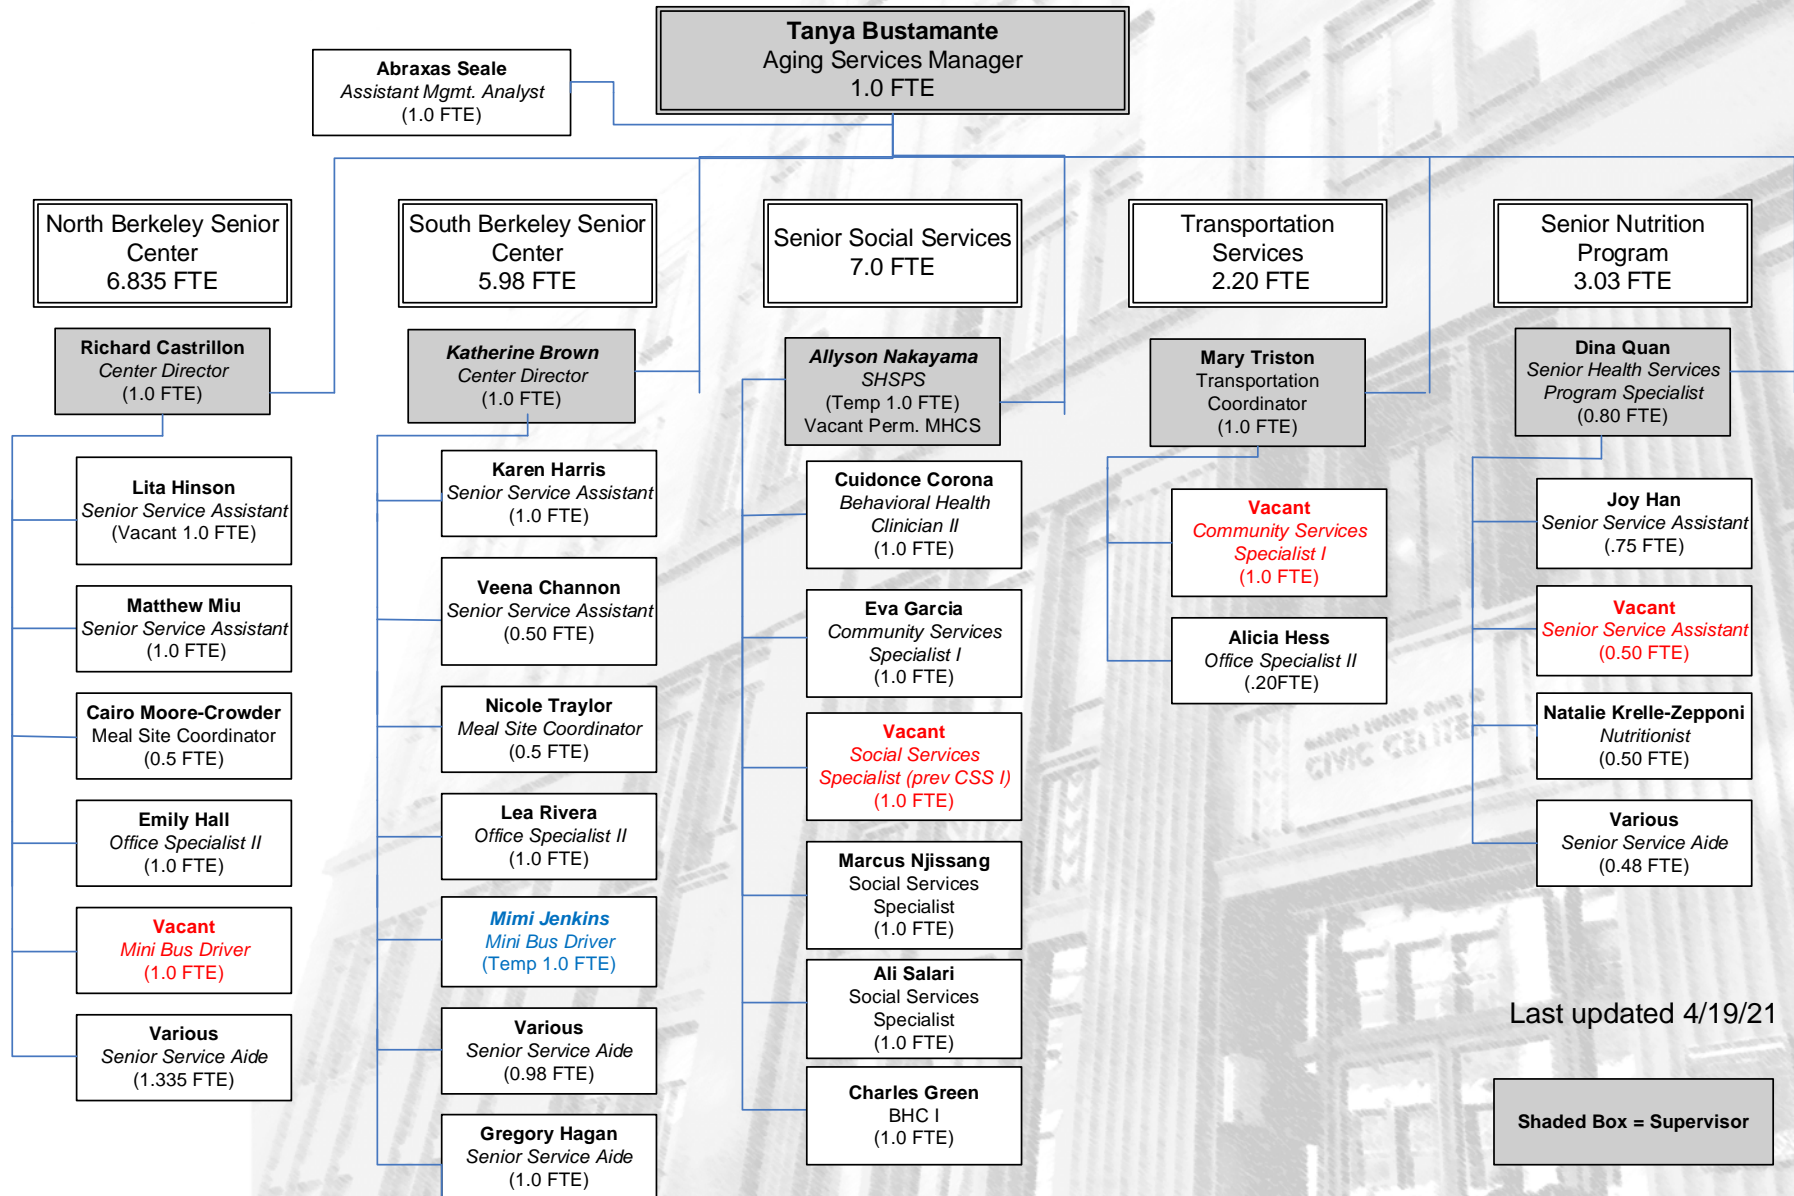 Tanya Bustamante
Aging Services Manager
1.0 FTE
Abraxas Seale
Assistant Mgmt. Analyst
(1.0 FTE)
North Berkeley Senior
Center
6.835 FTE
Richard Castrillon
Center Director
(1.0 FTE)
Lita Hinson
Senior Service Assistant
(Vacant 1.0 FTE)
Matthew Miu
Senior Service Assistant
(1.0 FTE)
Cairo Moore-Crowder
Meal Site Coordinator
(0.5 FTE)
Emily Hall
Office Specialist II
(1.0 FTE)
Vacant
Mini Bus Driver
(1.0 FTE)
Various
Senior Service Aide
(1.335 FTE)
South Berkeley Senior
Center
5.98 FTE
Katherine Brown
Center Director
(1.0 FTE)
Karen Harris
Senior Service Assistant
(1.0 FTE)
Veena Channon
Senior Service Assistant
(0.50 FTE)
Nicole Traylor
Meal Site Coordinator
(0.5 FTE)
Lea Rivera
Office Specialist II
(1.0 FTE)
Mimi Jenkins
Mini Bus Driver
(Temp 1.0 FTE)
Various
Senior Service Aide
(0.98 FTE)
Gregory Hagan
Senior Service Aide
(1.0 FTE)
Senior Social Services
7.0 FTE
Allyson Nakayama
SHSPS
(Temp 1.0 FTE)
Vacant Perm. MHCS
Cuidonce Corona
Behavioral Health
Clinician II
(1.0 FTE)
Eva Garcia
Community Services
Specialist I
(1.0 FTE)
Vacant
Social Services
Specialist (prev CSS I)
(1.0 FTE)
Marcus Njissang
Social Services
Specialist
(1.0 FTE)
Ali Salari
Social Services
Specialist
(1.0 FTE)
Charles Green
BHC I
(1.0 FTE)
Transportation
Services
2.20 FTE
Mary Triston
Transportation
Coordinator
(1.0 FTE)
Vacant
Community Services
Specialist I
(1.0 FTE)
Alicia Hess
Office Specialist II
(.20FTE)
Senior Nutrition
Program
3.03 FTE
Dina Quan
Senior Health Services
Program Specialist
(0.80 FTE)
Joy Han
Senior Service Assistant
(.75 FTE)
Vacant
Senior Service Assistant
(0.50 FTE)
Natalie Krelle-Zepponi
Nutritionist
(0.50 FTE)
Various
Senior Service Aide
(0.48 FTE)
CIVIC CENTER
Last updated 4/19/21
Shaded Box = Supervisor